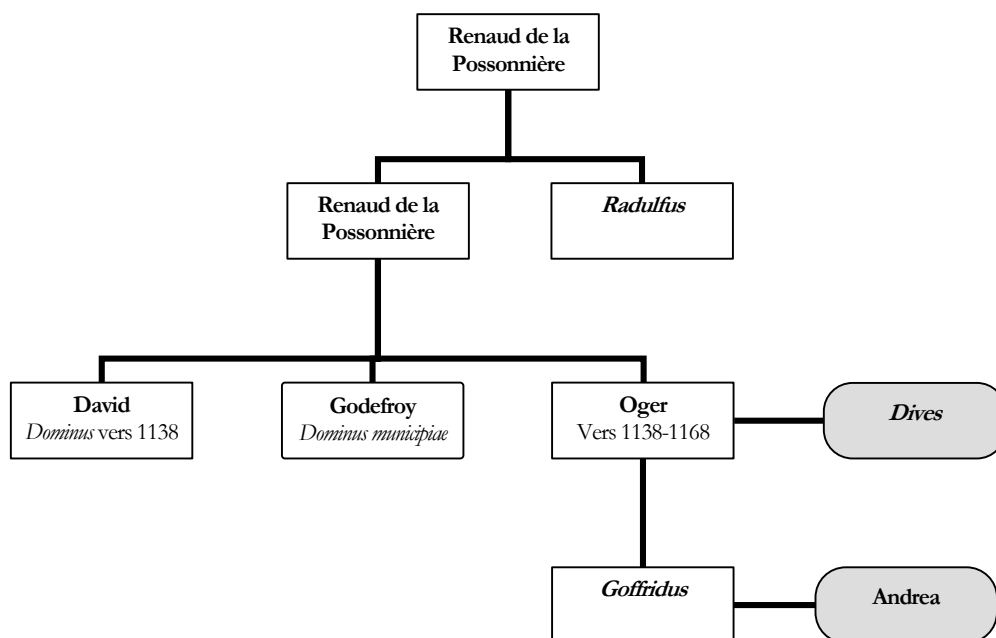 Renaud de la
Possonnière
Renaud de la
Possonnière
Radulfus
David
Dominus vers 1138
Godefroy
Dominus municipiae
Oger
Vers 1138-1168
Dives
Goffridus
Andrea